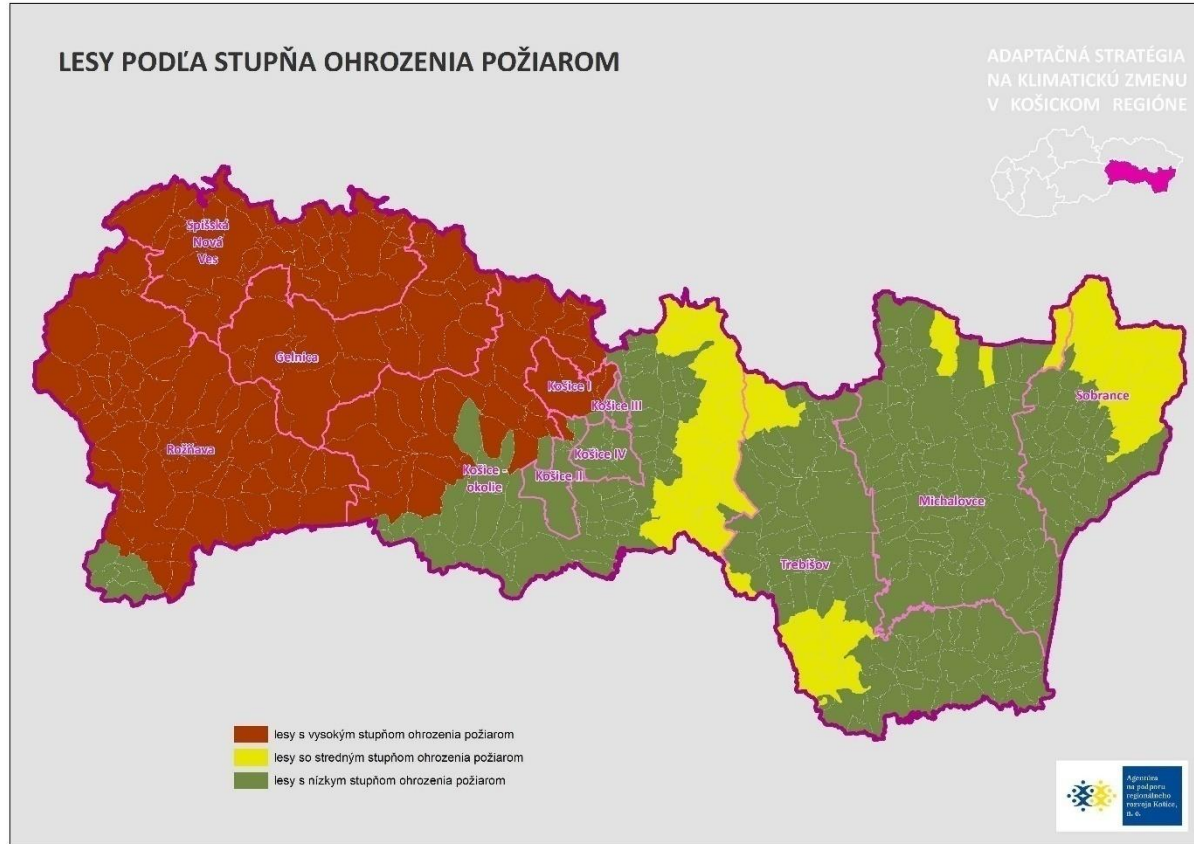 LESY PODĽA STUPŇA OHROZENIA POŽIAROM
ADAPTAČNÁ STRATÉGIA
NA KLIMATICKÚ ZMENU
V KOŠICKOM REGIÓNE
Spišská
Nová
Ves
Gelnica
Rožňava
Košice I
Košice III
Košice IV
Košice II
Košice -
okolie
Sobrance
Michalovce
Trebišov
lesy s vysokým stupňom ohrozenia požiarom
lesy so stredným stupňom ohrozenia požiarom
lesy s nízkym stupňom ohrozenia požiarom
Agentúra
na podporu
regionálneho
rozvoja Košice,
n. o.